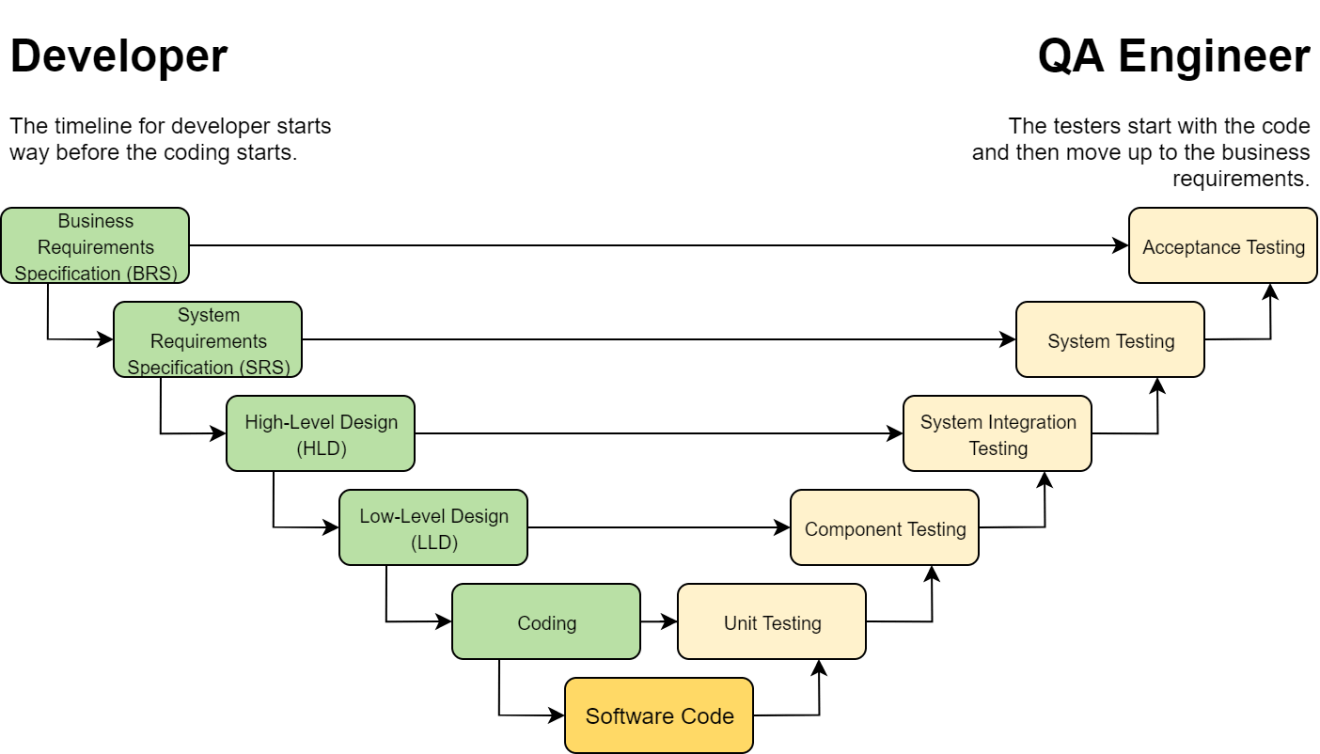 Developer
QA Engineer
The timeline for developer starts
way before the coding starts.
The testers start with the code
and then move up to the business
requirements.
Business
Requirements
Specification (BRS)
Acceptance Testing
System
Requirements
Specification (SRS)
System Testing
High-Level Design
(HLD)
System Integration
Testing
Low-Level Design
(LLD)
Component Testing
Coding
Unit Testing
Software Code